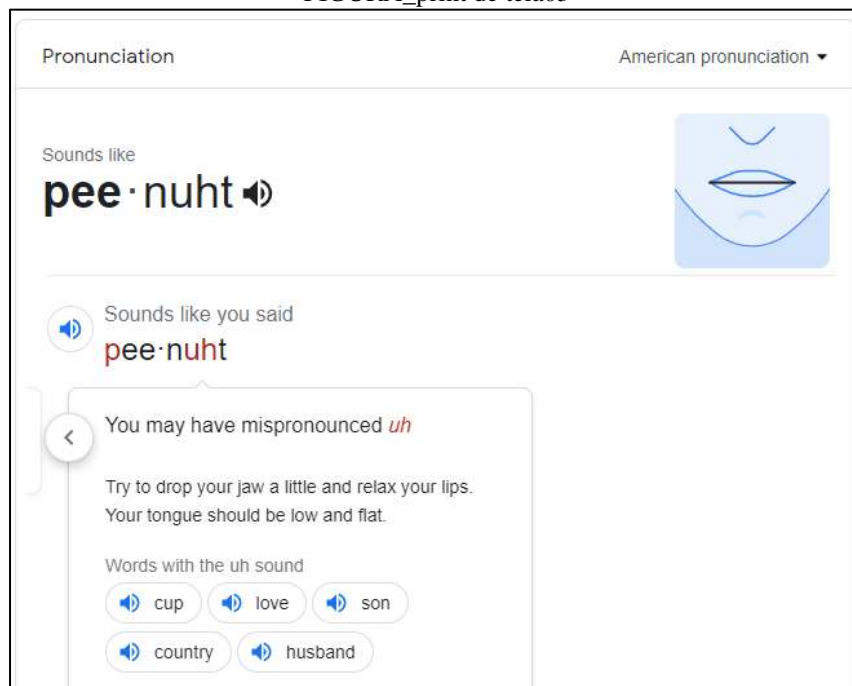 Pronunciation American pronunciation
Sounds like
pee·nuht
Sounds like you said
pee·nuht
You may have mispronounced uh
Try to drop your jaw a little and relax your lips.
Your tongue should be low and flat.
Words with the uh sound
cup love son
country husband